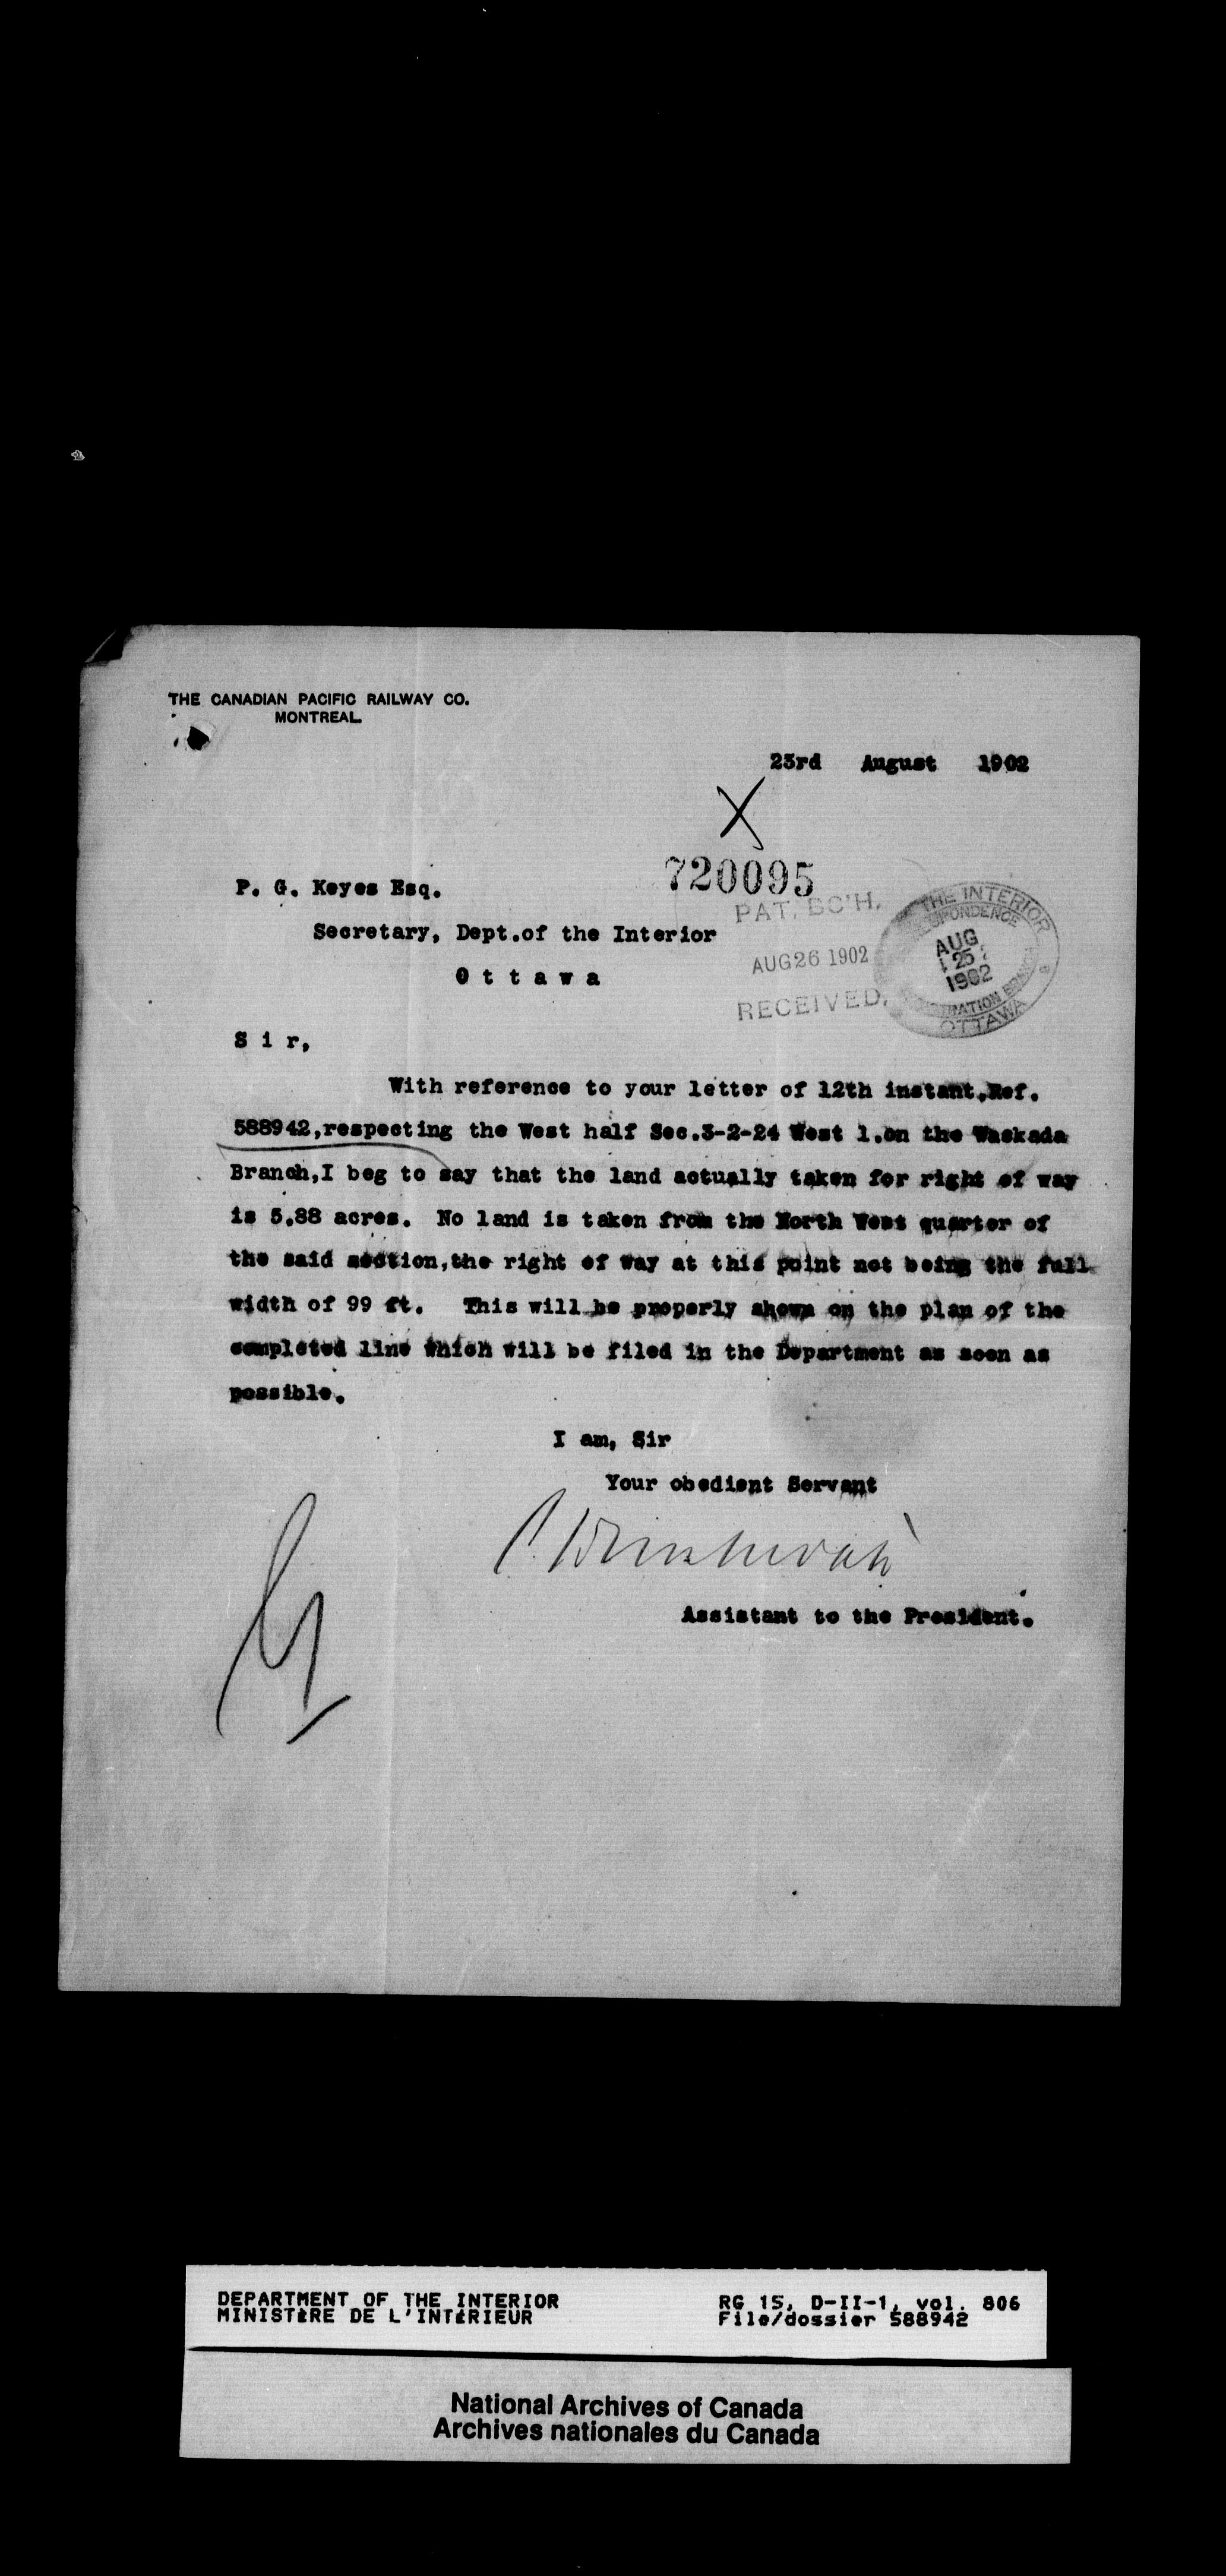 THE CANADIAN PACIFIC RAILWAY CO.
MONTREAL.
23rd August 1902
X
720095
P. G. Keyes Esq.
Secretary, Dept.of the Interior
O t t a w a
PAT. BC'H.
AUG 26 1902
RECEIVED.
THE INTERIOR
AUG
25
1902
OTTAWA
S i r,
With reference to your letter of 12th instant,Ref.
588942,respecting the West half Sec.3-2-24 West 1.on the Waskada
Branch,I beg to say that the land actually taken for right of way
is 5.88 acres. No land is taken from the North West quarter of
the said section,the right of way at this point not being the full
width of 99 ft. This will be properly shown on the plan of the
completed line which will be filed in the Department as soon as
possible.
I am, Sir
Your obedient Servant
Assistant to the President.
DEPARTMENT OF THE INTERIOR
MINISTÈRE DE L'INTÉRIEUR
RG 15, D-II-1, vol. 806
File/dossier 588942
National Archives of Canada
Archives nationales du Canada